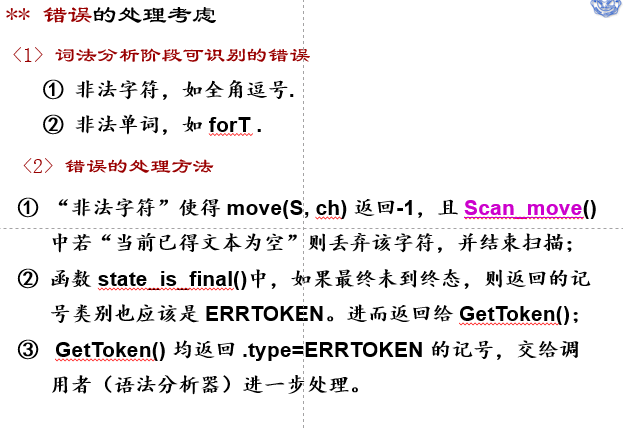 ** 错误的处理考虑
〈1〉词法分析阶段可识别的错误
① 非法字符，如全角逗号.
② 非法单词，如 forT .
〈2〉错误的处理方法
① “非法字符”使得 move(S, ch) 返回-1，且 Scan_move()
中若“当前已得文本为空”则丢弃该字符，并结束扫描；
② 函数 state_is_final()中，如果最终未到终态，则返回的记
号类别也应该是 ERRTOKEN。进而返回给 GetToken()；
③ GetToken() 均返回 .type=ERRTOKEN 的记号，交给调
用者（语法分析器）进一步处理。